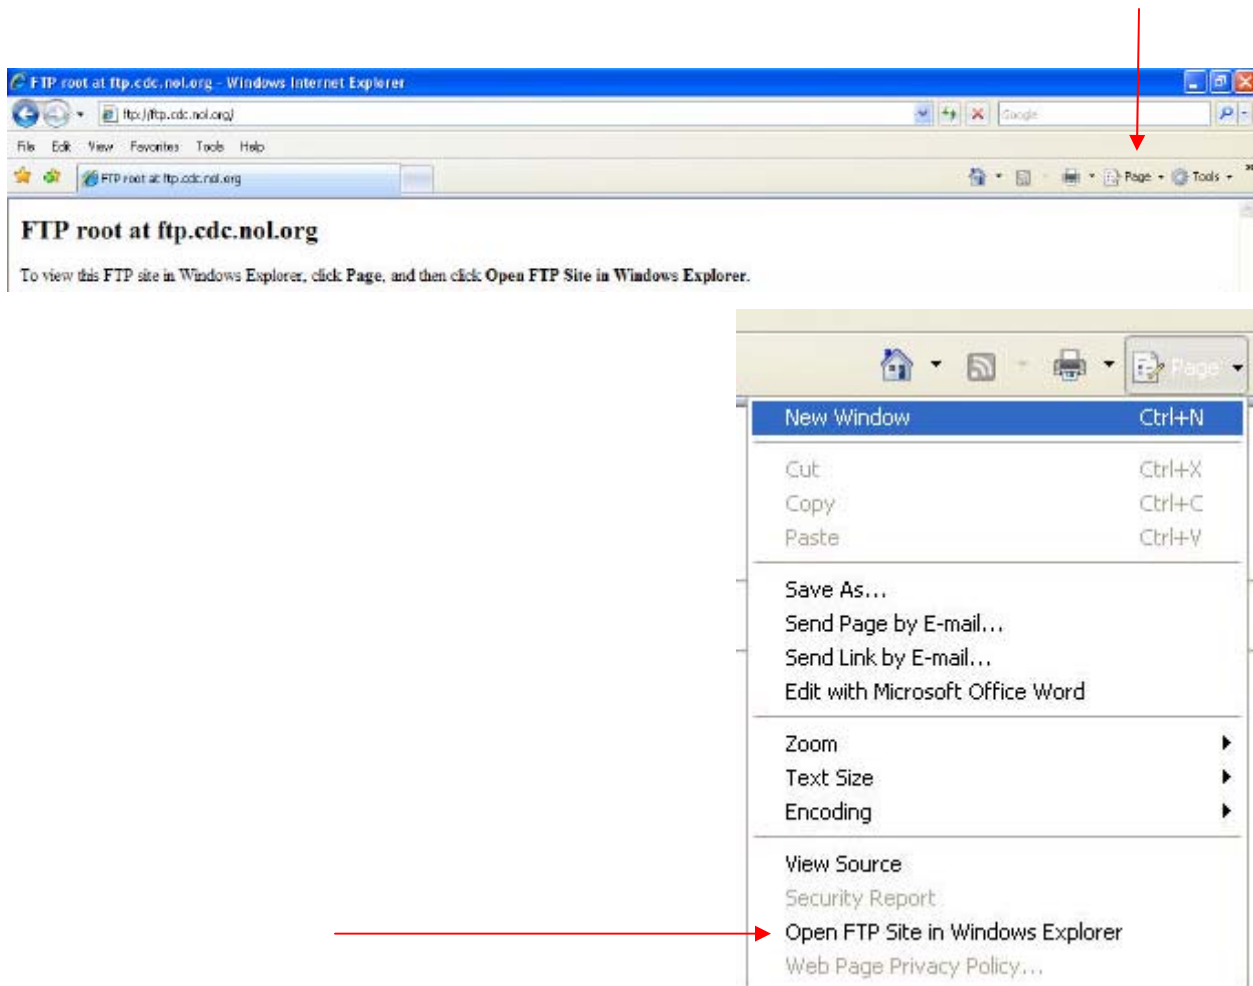 FTP root at ftp.cdc.nol.org - Windows Internet Explorer
ftp://ftp.cdc.nol.org/
Google
File Edit View Favorites Tools Help
FTP root at ftp.cdc.nol.org
Page Tools
FTP root at ftp.cdc.nol.org
To view this FTP site in Windows Explorer, click Page, and then click Open FTP Site in Windows Explorer.
Page
New Window Ctrl+N
Cut Ctrl+X
Copy Ctrl+C
Paste Ctrl+V
Save As...
Send Page by E-mail...
Send Link by E-mail...
Edit with Microsoft Office Word
Zoom
Text Size
Encoding
View Source
Security Report
Open FTP Site in Windows Explorer
Web Page Privacy Policy...